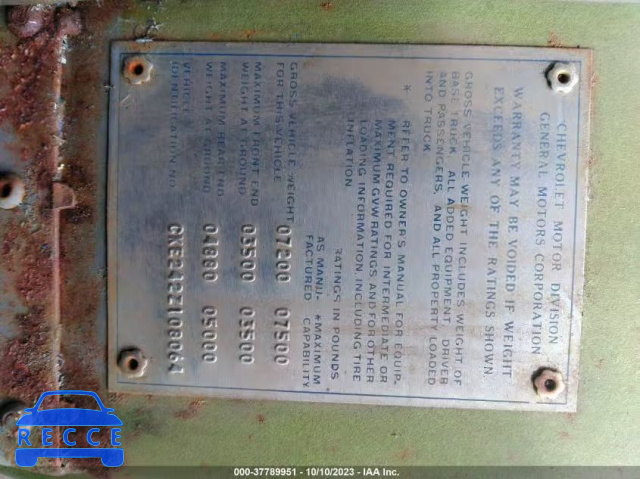 CHEVROLET MOTOR DIVISION
GENERAL MOTORS CORPORATION
WARRANTY MAY BE VOIDED IF WEIGHT
EXCEEDS ANY OF THE RATINGS SHOWN
GROSS VEHICLE WEIGHT INCLUDES WEIGHT OF
BASE TRUCK, ALL ADDED EQUIPMENT, DRIVER
AND PASSENGERS, AND ALL PROPERTY LOADED
INTO TRUCK
* REFER TO OWNER'S MANUAL FOR EQUIP-
MENT REQUIRED FOR INTERMEDIATE OR
MAXIMUM GVW RATINGS, AND FOR OTHER
LOADING INFORMATION, INCLUDING TIRE
INFLATION.
RATINGS IN POUNDS
AS MANU- *MAXIMUM
FACTURED CAPABILITY
GROSS VEHICLE WEIGHT
FOR THIS VEHICLE 07200 07500
MAXIMUM FRONT END
WEIGHT AT GROUND 03500 03500
MAXIMUM REAR END
WEIGHT AT GROUND 04880 05000
VEHICLE
IDENTIFICATION NO. CKE242Z108064
RECCE
000-37789951 - 10/10/2023 - IAA Inc.